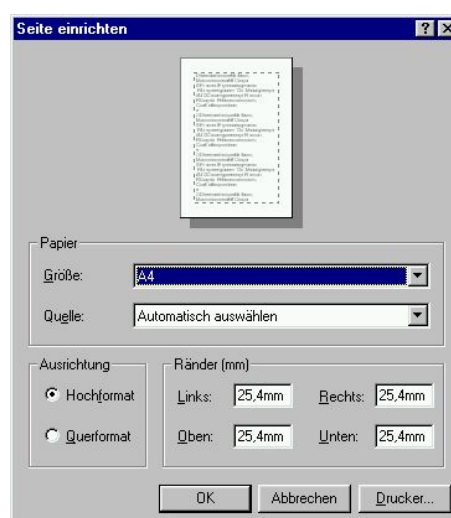 Seite einrichten
Papier
Größe: A4
Quelle: Automatisch auswählen
Ausrichtung
Hochformat
Querformat
Ränder (mm)
Links: 25,4mm Rechts: 25,4mm
Oben: 25,4mm Unten: 25,4mm
OK Abbrechen Drucker...